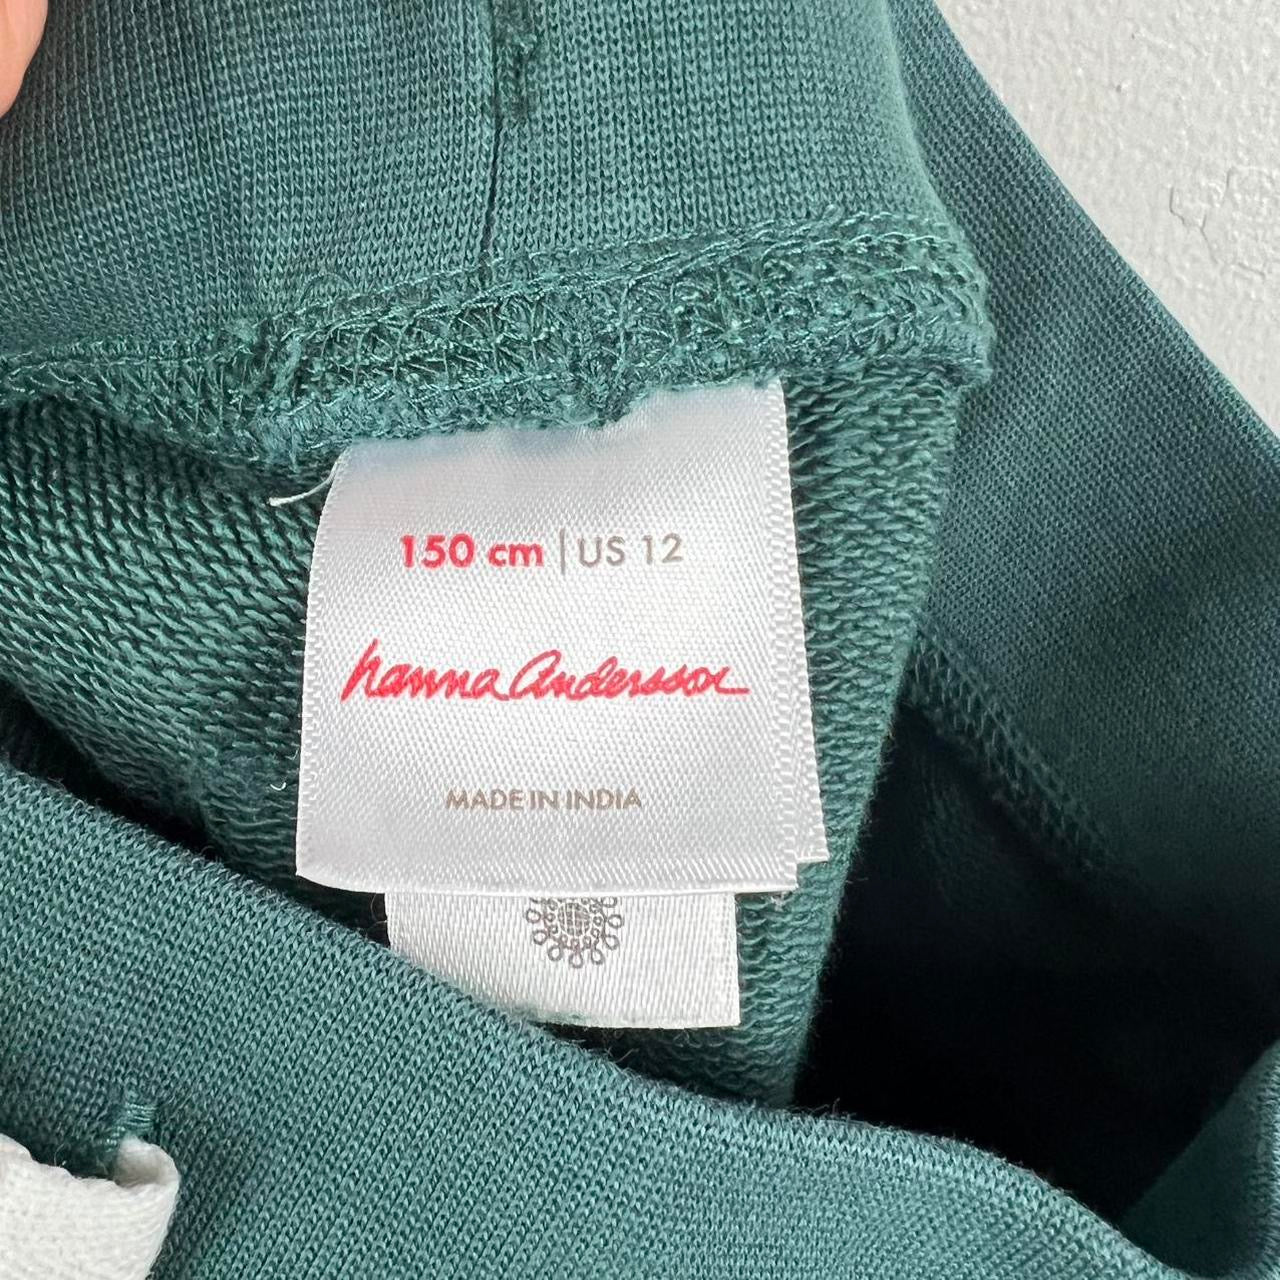 150 cm | US 12
hanna Andersson
MADE IN INDIA